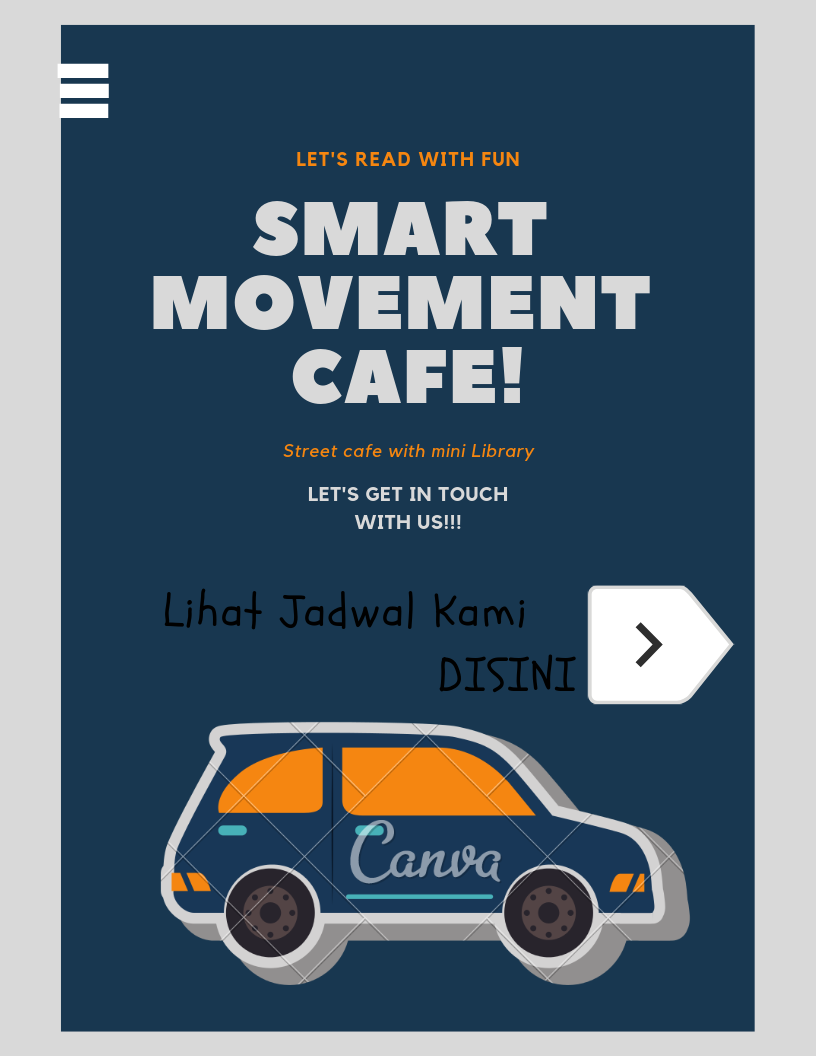 LET'S READ WITH FUN
SMART
MOVEMENT
CAFE!
Street cafe with mini Library
LET'S GET IN TOUCH
WITH US!!!
Lihat Jadwal Kami
DISINI
Canva